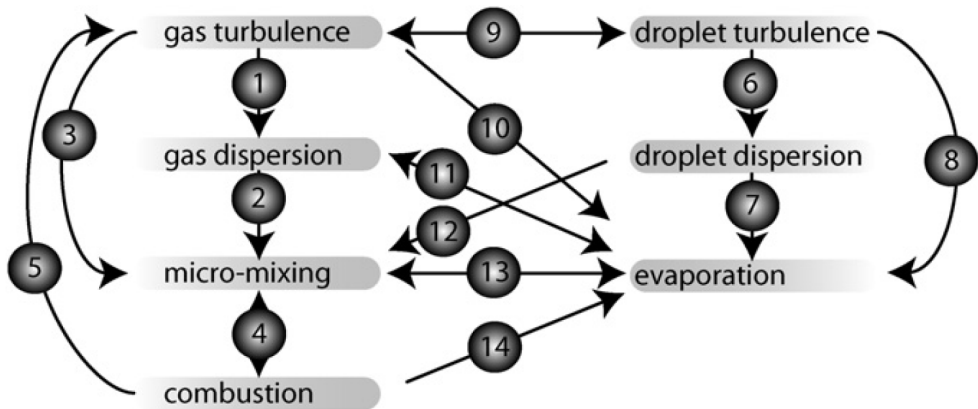 gas turbulence
9
droplet turbulence
1
6
3
10
gas dispersion
droplet dispersion
11
8
2
7
12
5
micro-mixing
13
evaporation
4
14
combustion